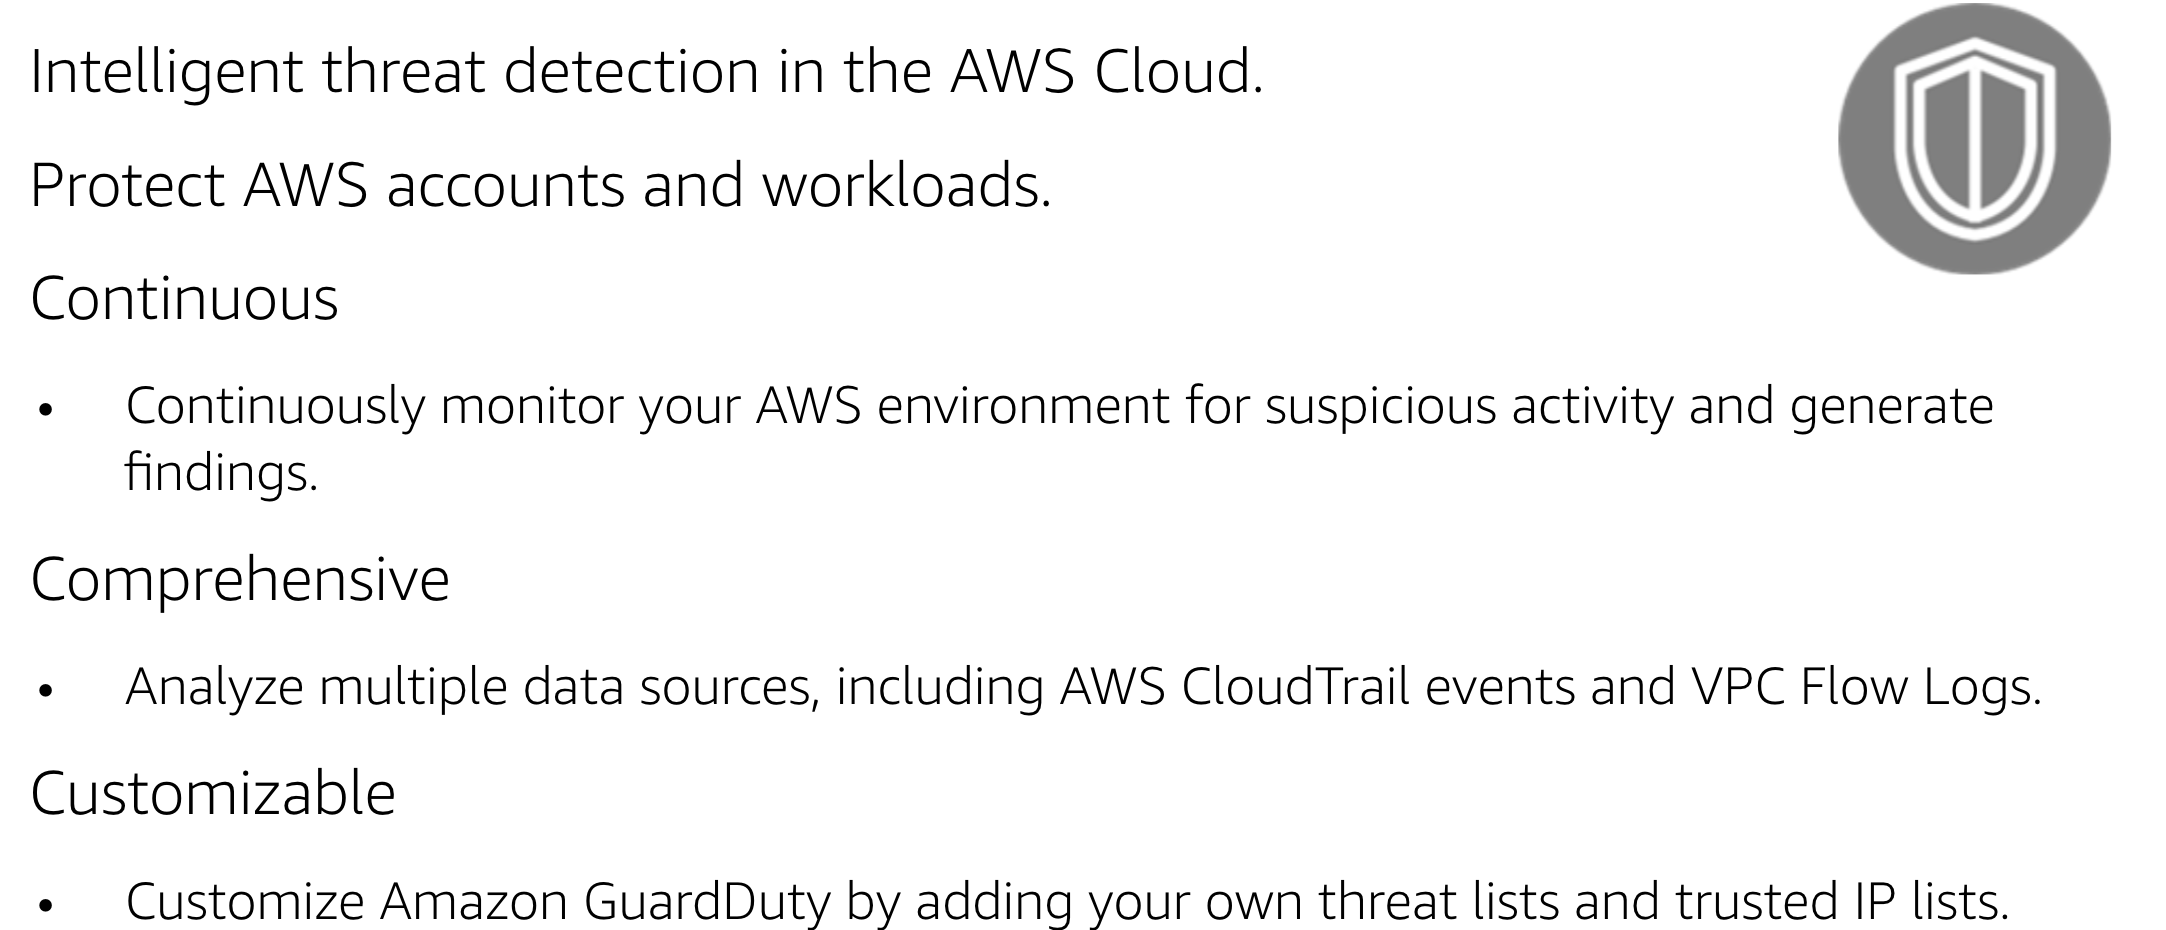 Intelligent threat detection in the AWS Cloud.
Protect AWS accounts and workloads.
Continuous
• Continuously monitor your AWS environment for suspicious activity and generate
findings.
Comprehensive
• Analyze multiple data sources, including AWS CloudTrail events and VPC Flow Logs.
Customizable
• Customize Amazon GuardDuty by adding your own threat lists and trusted IP lists.